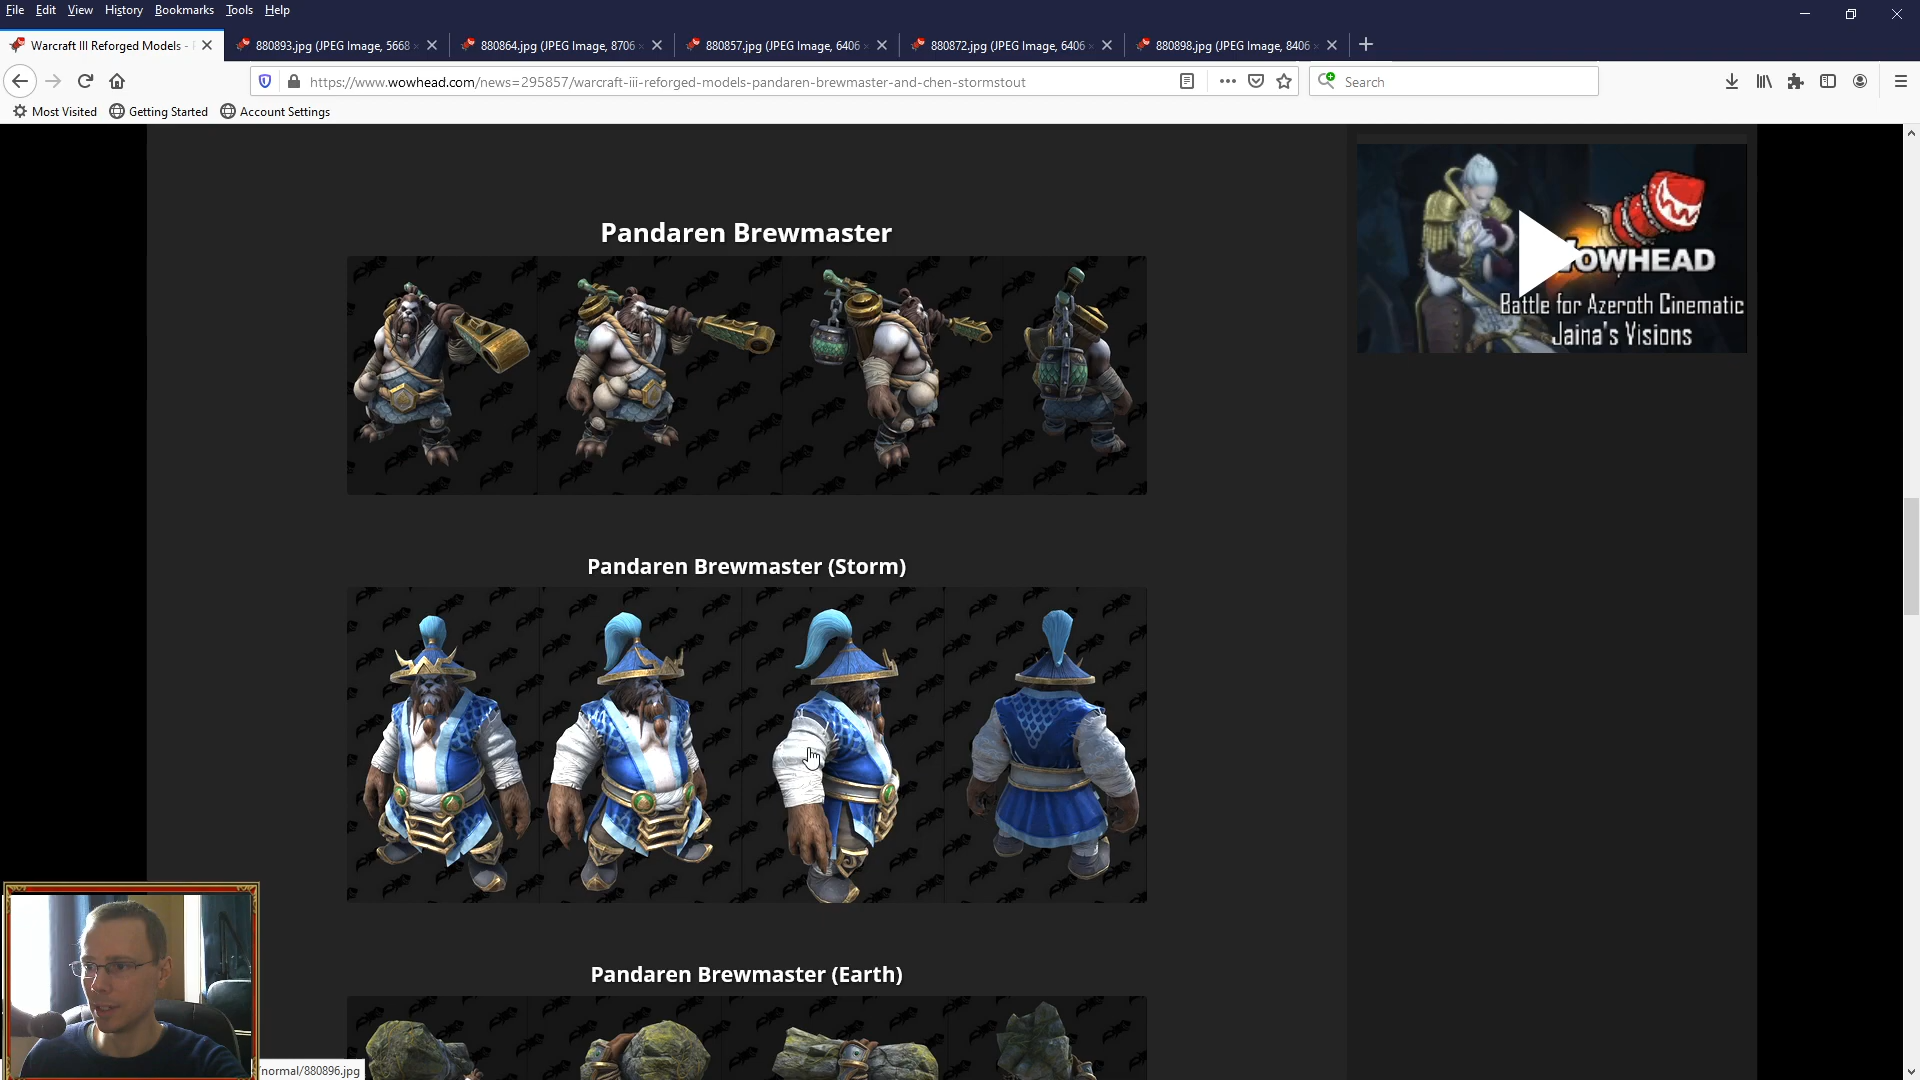 File Edit View History Bookmarks Tools Help
Warcraft III Reforged Models -
880893.jpg (JPEG Image, 5668
880864.jpg (JPEG Image, 8706
880857.jpg (JPEG Image, 6406
880872.jpg (JPEG Image, 6406
880898.jpg (JPEG Image, 8406
https://www.wowhead.com/news=295857/warcraft-iii-reforged-models-pandaren-brewmaster-and-chen-stormstout
Search
Most Visited Getting Started Account Settings
Pandaren Brewmaster
WOWHEAD
Battle for Azeroth Cinematic
Jaina's Visions
Pandaren Brewmaster (Storm)
Pandaren Brewmaster (Earth)
/normal/880896.jpg